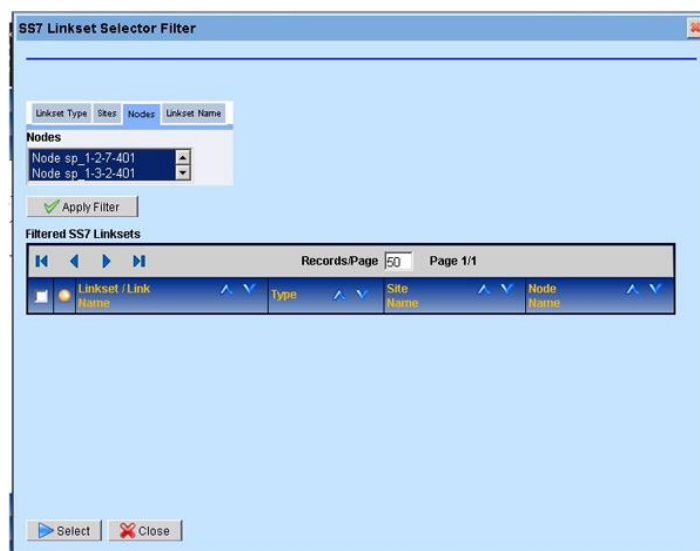 SS7 Linkset Selector Filter
Linkset Type Sites Nodes Linkset Name
Nodes
Node sp_1-2-7-401
Node sp_1-3-2-401
Apply Filter
Filtered SS7 Linksets
Records/Page 50 Page 1/1
Linkset / Link Name
Type
Site Name
Node Name
Select Close